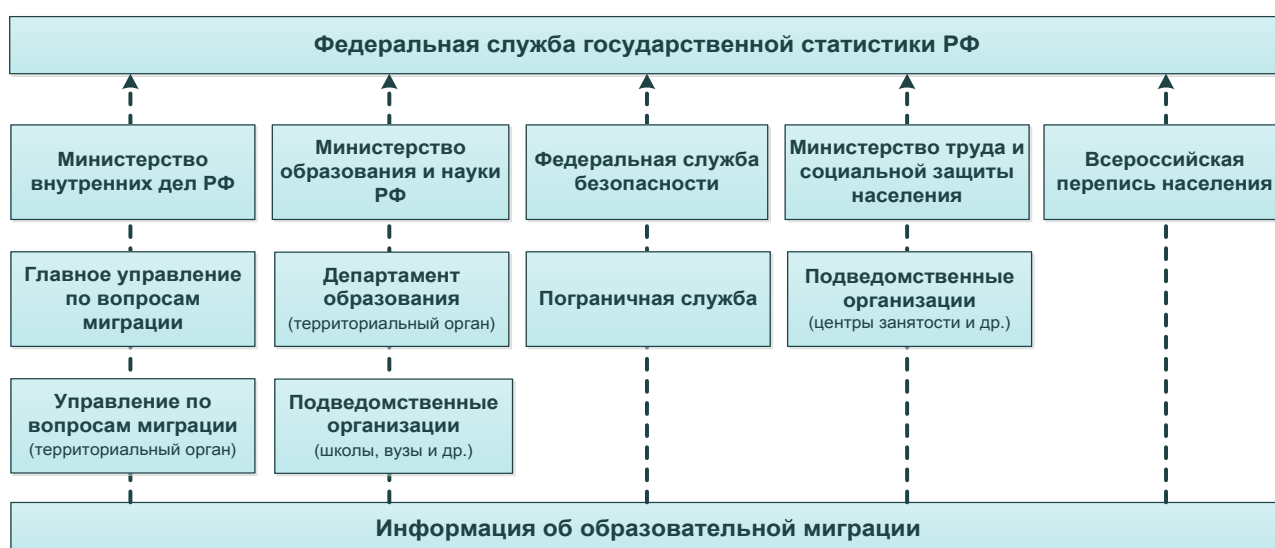 Федеральная служба государственной статистики РФ
Министерство
внутренних дел РФ
Министерство
образования и науки
РФ
Федеральная служба
безопасности
Министерство труда и
социальной защиты
населения
Всероссийская
перепись населения
Главное управление
по вопросам
миграции
Департамент
образования
(территориальный орган)
Пограничная служба
Подведомственные
организации
(центры занятости и др.)
Управление по
вопросам миграции
(территориальный орган)
Подведомственные
организации
(школы, вузы и др.)
Информация об образовательной миграции